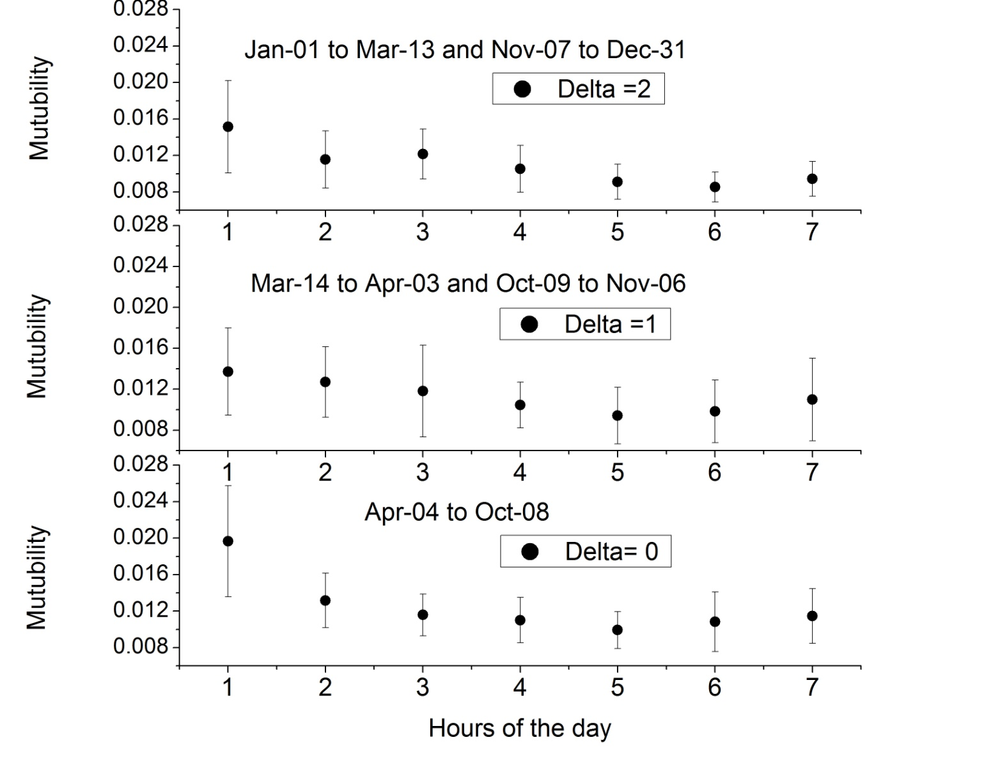 0.028
0.024
Jan-01 to Mar-13 and Nov-07 to Dec-31
0.020
Delta =2
Mutubility
0.016
0.012
0.008
1 2 3 4 5 6 7
0.028
0.024
Mar-14 to Apr-03 and Oct-09 to Nov-06
0.020
Delta =1
Mutubility
0.016
0.012
0.008
1 2 3 4 5 6 7
0.028
0.024
Apr-04 to Oct-08
0.020
Delta= 0
Mutubility
0.016
0.012
0.008
1 2 3 4 5 6 7
Hours of the day